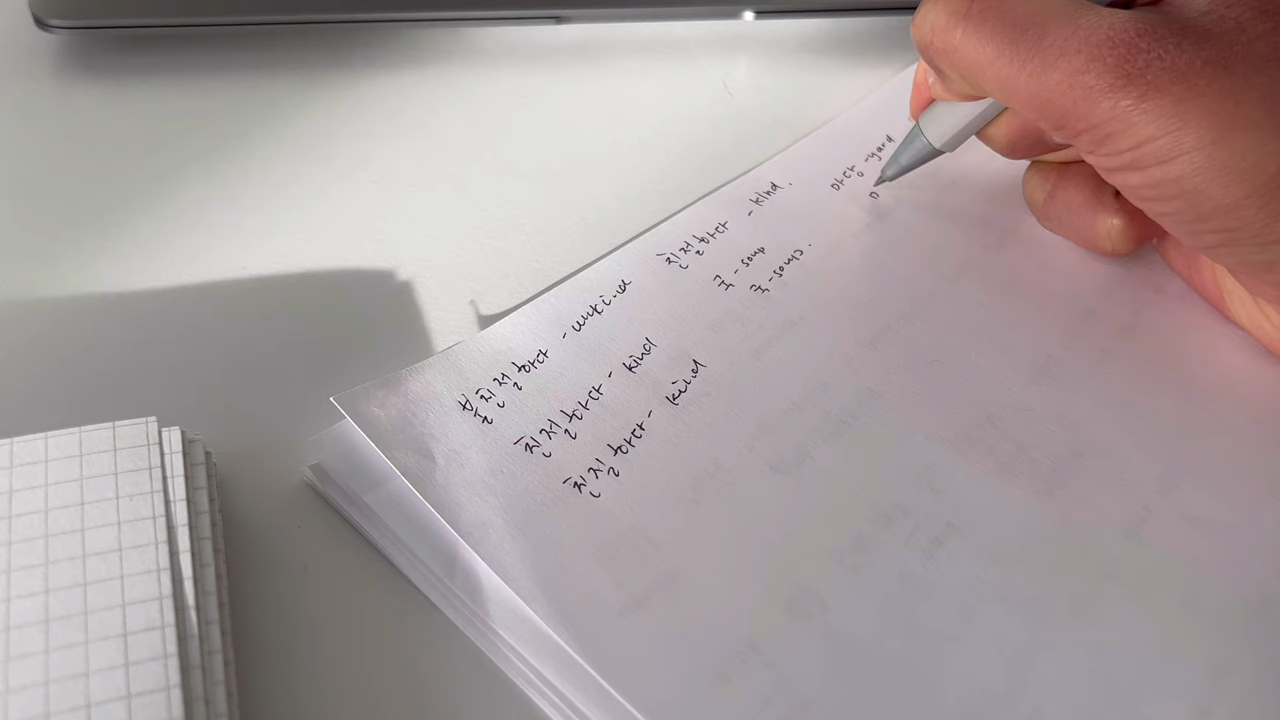 불친절하다 - unkind
친절하다 - kind
친절하다 - kind
친절하다 - kind.
국 - soup
국 - soup.
마당 - yard
ㅁ